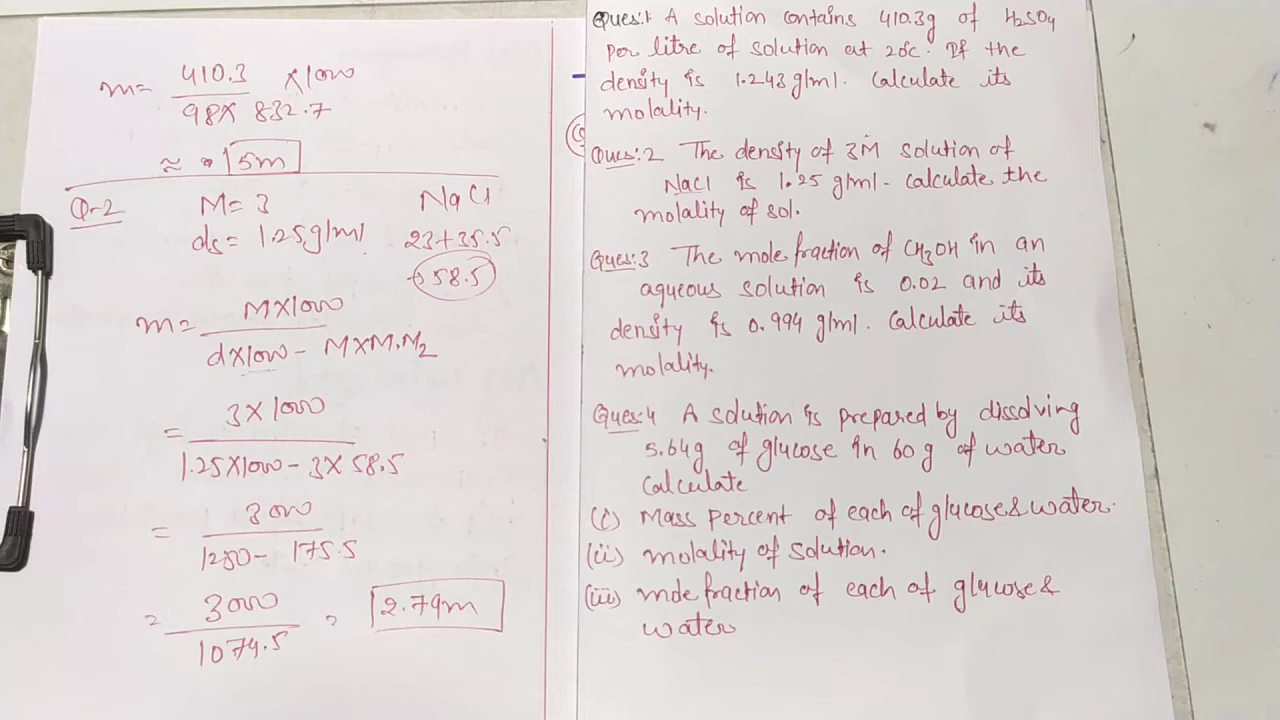 m= 410.3 ×1000
98× 832.7
≈ 5m
Q-2 M=3 NaCl
ds= 1.25g/ml 23+35.5
→58.5
m= M×1000
d×1000 - M×M.M2
= 3×1000
1.25×1000 - 3×58.5
= 3000
1250 - 175.5
= 3000 = 2.79m
1074.5
Ques:1 A solution contains 410.3g of H2SO4
per litre of solution at 20°c. If the
density is 1.243 g/ml. Calculate its
molality.
Ques:2 The density of 3M solution of
NaCl is 1.25 g/ml. Calculate the
molality of sol.
Ques:3 The mole fraction of CH3OH in an
aqueous solution is 0.02 and its
density is 0.994 g/ml. Calculate its
molality.
Ques:4 A solution is prepared by dissolving
5.64g of glucose in 60 g of water
Calculate
(i) Mass percent of each of glucose & water.
(ii) molality of solution.
(iii) mole fraction of each of glucose &
water